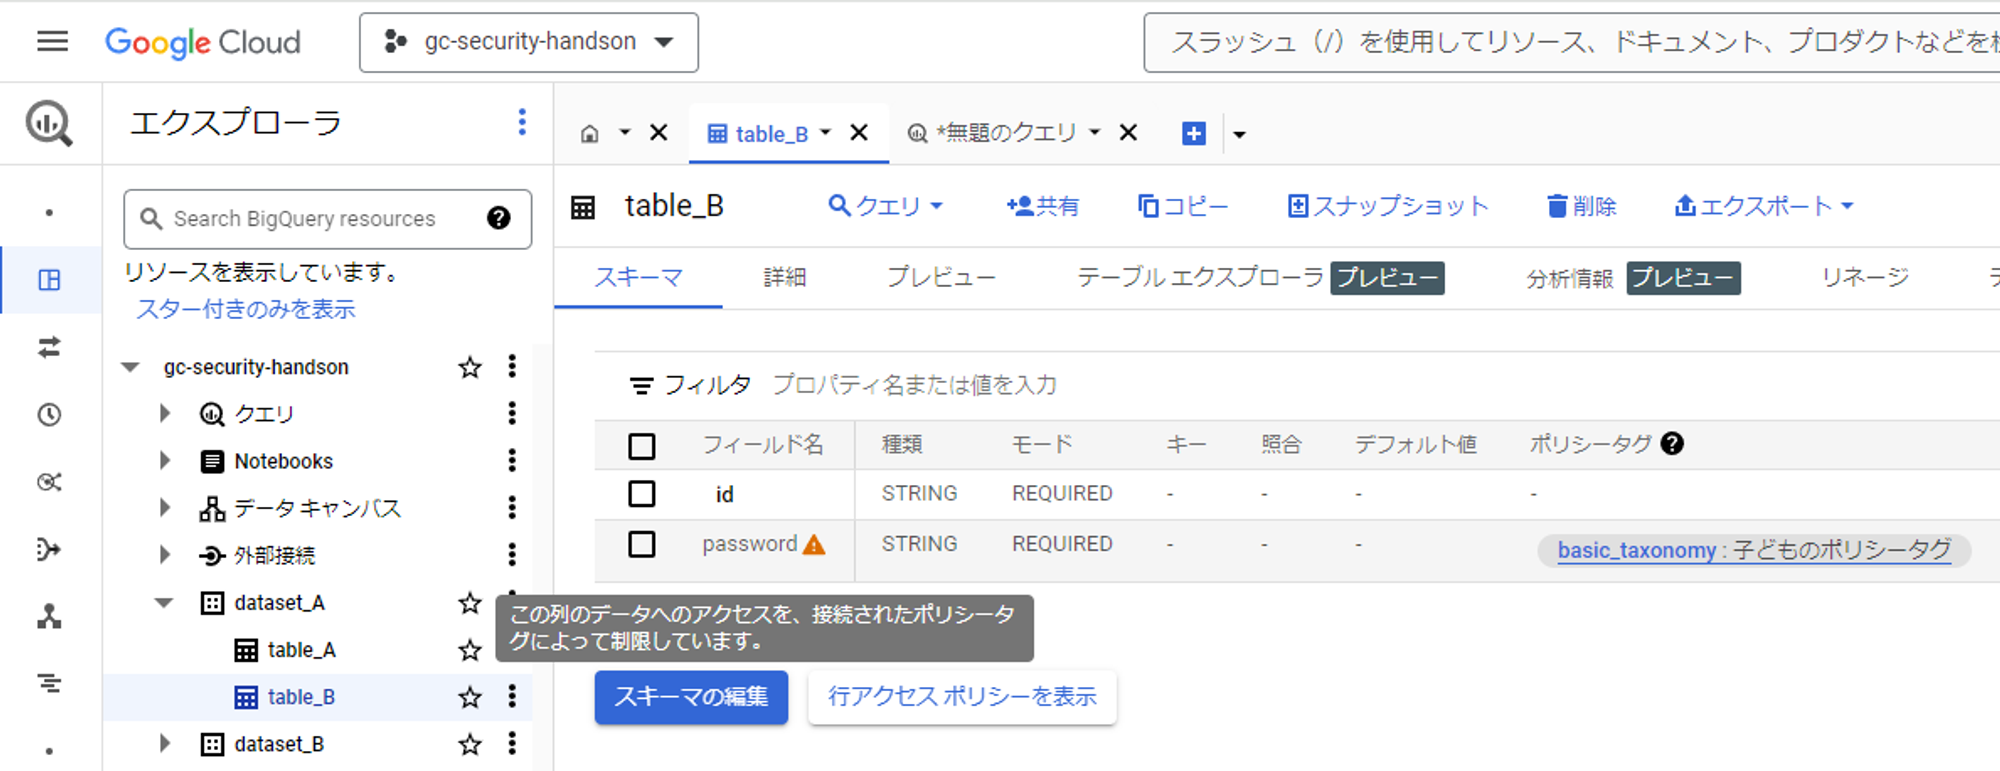 Google Cloud
gc-security-handson
スラッシュ（/）を使用してリソース、ドキュメント、プロダクトなどを
エクスプローラ
Search BigQuery resources
リソースを表示しています。
スター付きのみを表示
gc-security-handson
クエリ
Notebooks
データ キャンバス
外部接続
dataset_A
table_A
table_B
dataset_B
table_B
*無題のクエリ
table_B
クエリ
共有
コピー
スナップショット
削除
エクスポート
スキーマ
詳細
プレビュー
テーブル エクスプローラ プレビュー
分析情報 プレビュー
リネージ
フィルタ プロパティ名または値を入力
フィールド名 種類 モード キー 照合 デフォルト値 ポリシータグ
id STRING REQUIRED - - - -
password STRING REQUIRED - - - basic_taxonomy : 子どものポリシータグ
この列のデータへのアクセスを、接続されたポリシータ
グによって制限しています。
スキーマの編集
行アクセス ポリシーを表示